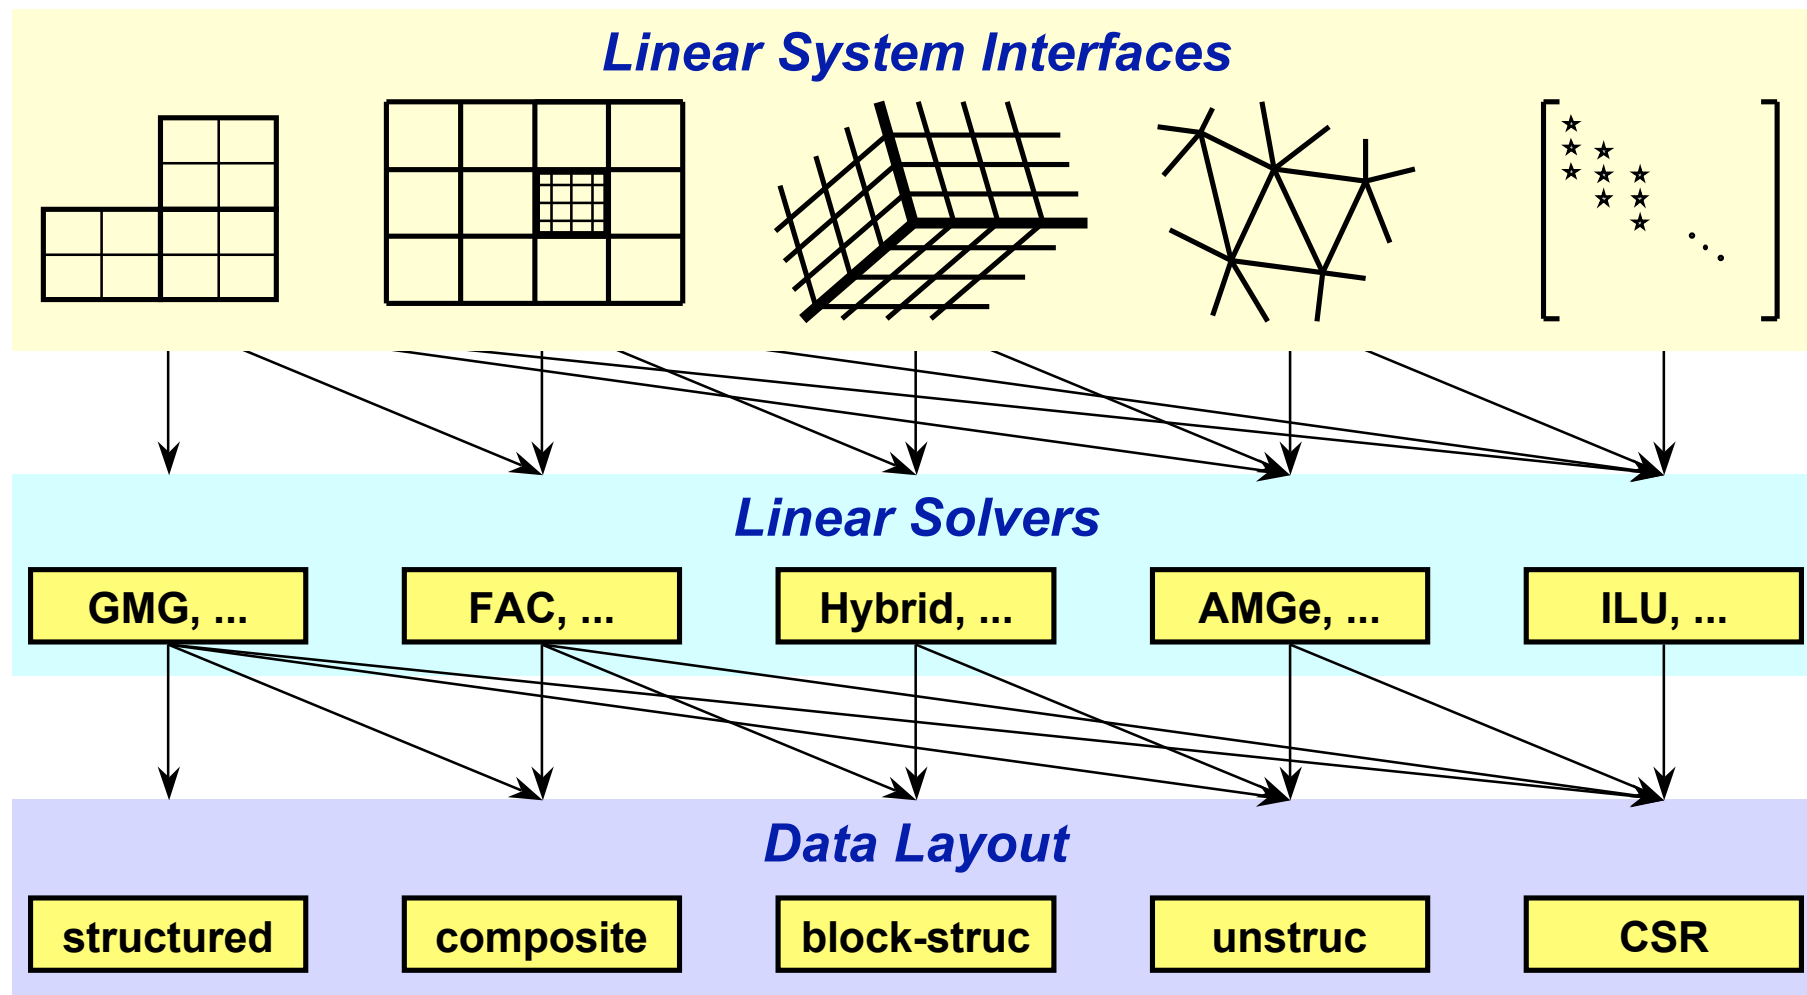 Linear System Interfaces
Linear Solvers
GMG, ...
FAC, ...
Hybrid, ...
AMGe, ...
ILU, ...
Data Layout
structured
composite
block-struc
unstruc
CSR